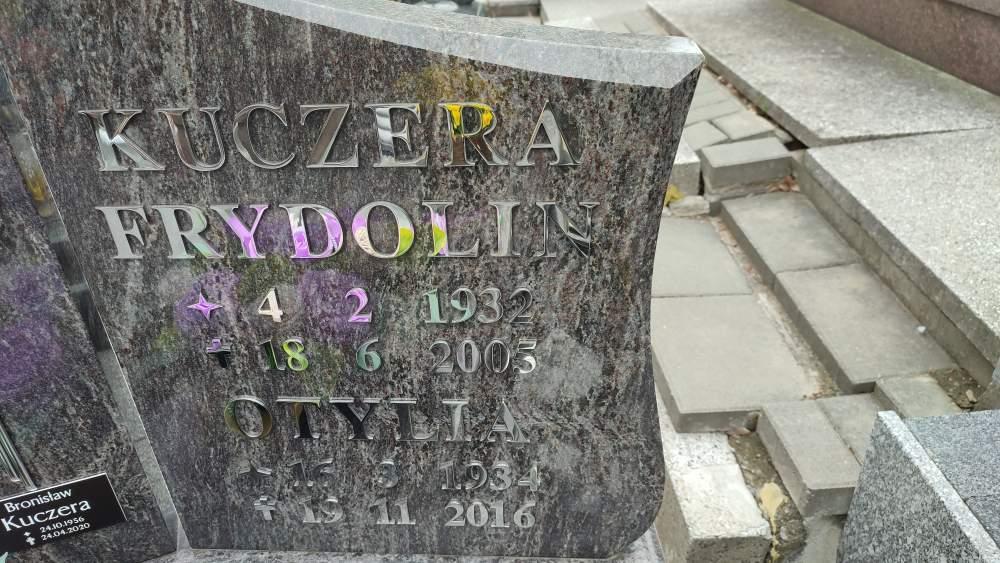 KUCZERA
FRYDOLIN
4 2 1932
18 6 2005
OTYLIA
15 3 1934
19 11 2016
Bronisław
Kuczera
24.10.1956
24.04.2020